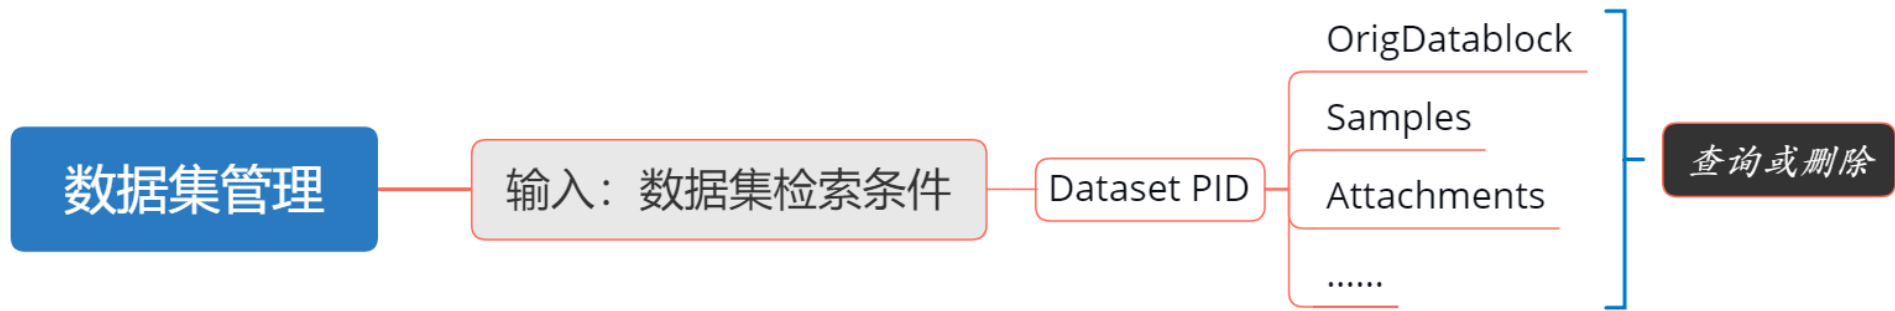 数据集管理
输入：数据集检索条件
Dataset PID
OrigDatablock
Samples
Attachments
......
查询或删除